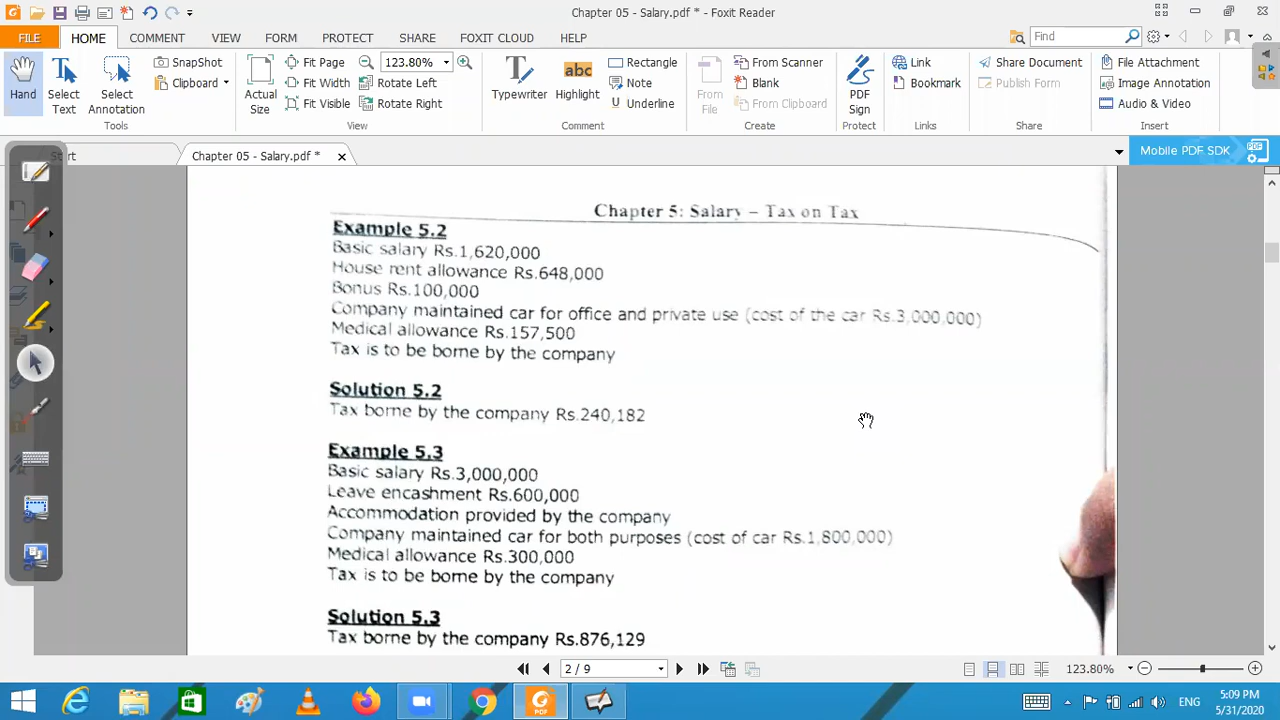 Chapter 05 - Salary.pdf * - Foxit Reader
FILE HOME COMMENT VIEW FORM PROTECT SHARE FOXIT CLOUD HELP
Find
Hand
Select Text
Select Annotation
SnapShot
Clipboard
Tools
Actual Size
Fit Page
Fit Width
Fit Visible
123.80%
Rotate Left
Rotate Right
View
Typewriter
abc
Highlight
Rectangle
Note
Underline
Comment
From File
From Scanner
Blank
From Clipboard
Create
PDF Sign
Protect
Link
Bookmark
Links
Share Document
Publish Form
Share
File Attachment
Image Annotation
Audio & Video
Insert
Chapter 05 - Salary.pdf *
Mobile PDF SDK
PDF
Chapter 5: Salary – Tax on Tax
Example 5.2
Basic salary Rs.1,620,000
House rent allowance Rs.648,000
Bonus Rs.100,000
Company maintained car for office and private use (cost of the car Rs.3,000,000)
Medical allowance Rs.157,500
Tax is to be borne by the company
Solution 5.2
Tax borne by the company Rs.240,182
Example 5.3
Basic salary Rs.3,000,000
Leave encashment Rs.600,000
Accommodation provided by the company
Company maintained car for both purposes (cost of car Rs.1,800,000)
Medical allowance Rs.300,000
Tax is to be borne by the company
Solution 5.3
Tax borne by the company Rs.876,129
2 / 9
123.80%
PDF
ENG
5:09 PM
5/31/2020